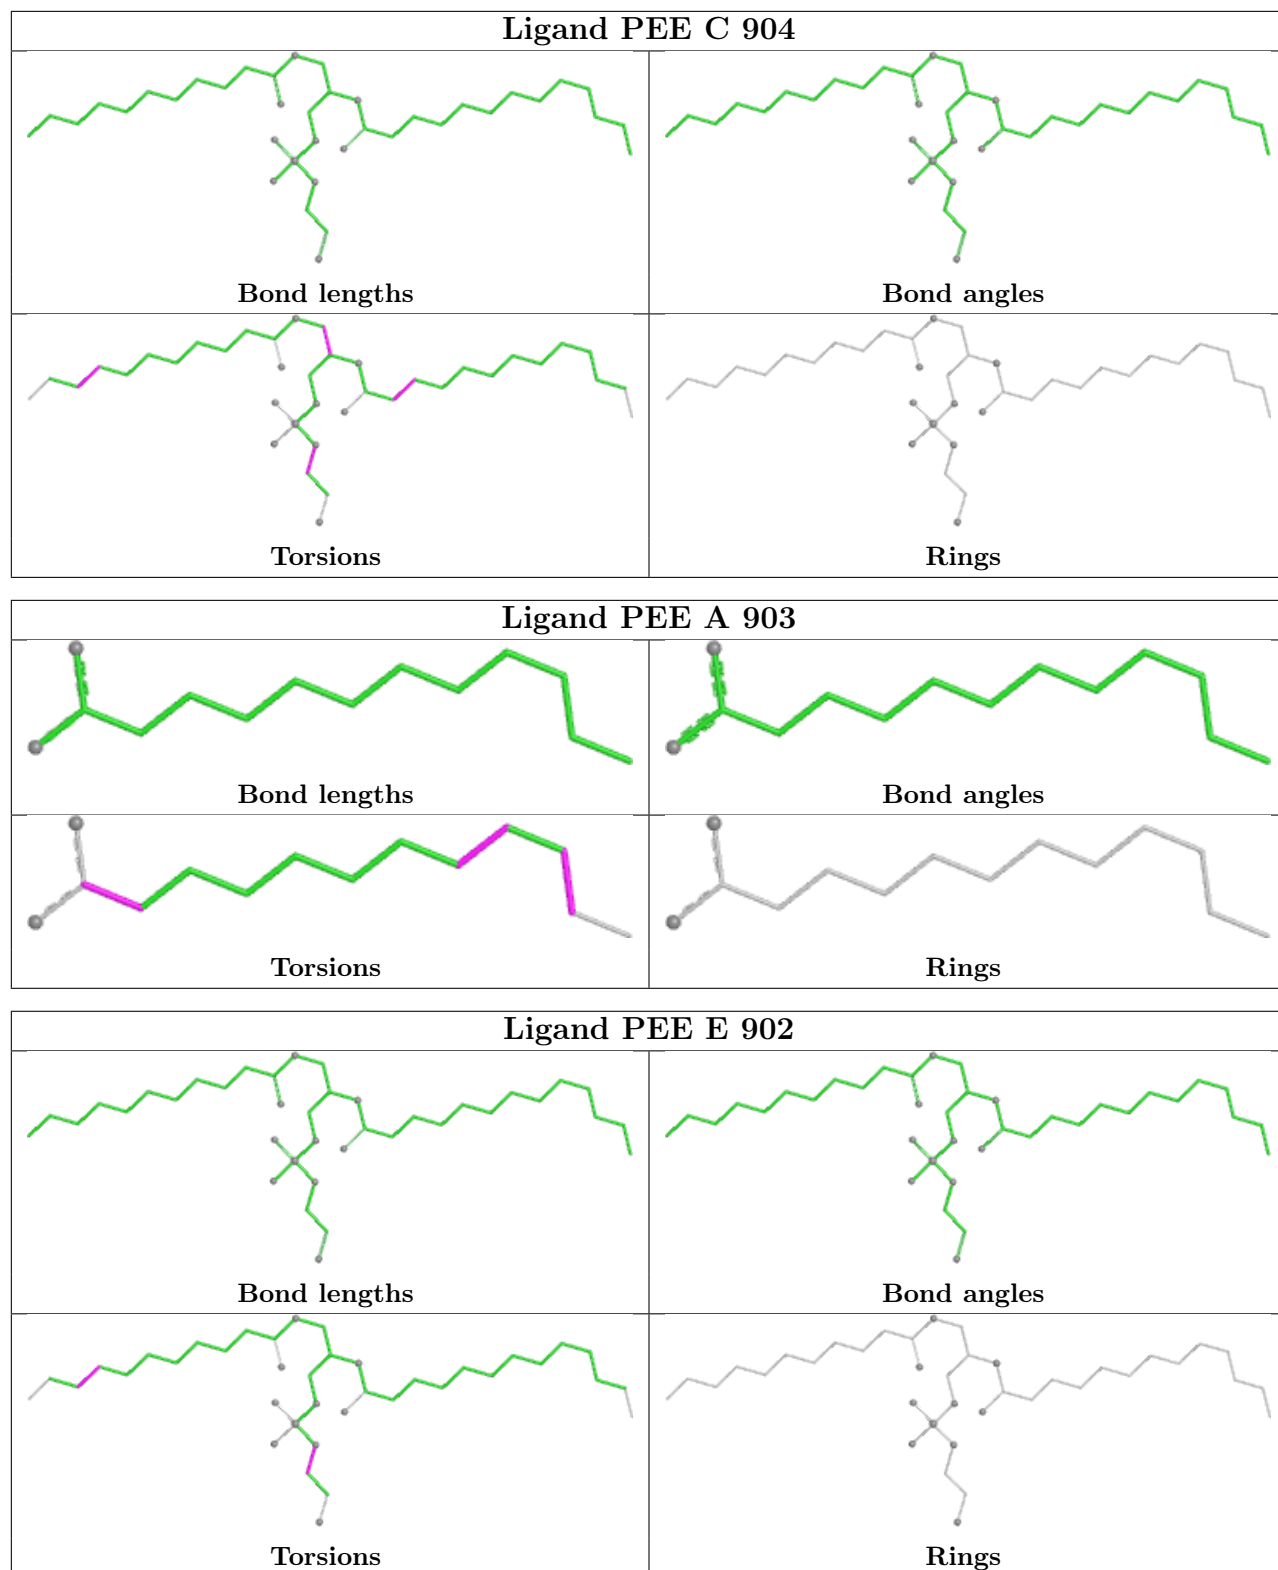 Ligand PEE C 904
Bond lengths
Bond angles
Torsions
Rings
Ligand PEE A 903
Bond lengths
Bond angles
Torsions
Rings
Ligand PEE E 902
Bond lengths
Bond angles
Torsions
Rings